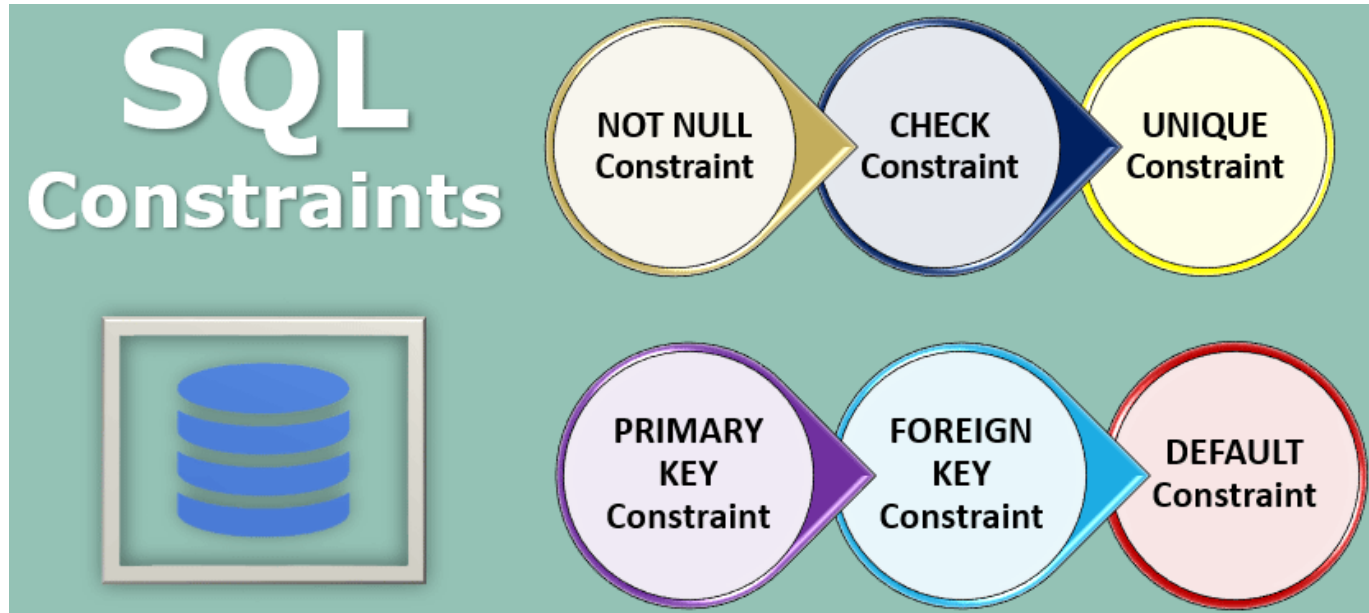 SQL
Constraints
NOT NULL
Constraint
CHECK
Constraint
UNIQUE
Constraint
PRIMARY
KEY
Constraint
FOREIGN
KEY
Constraint
DEFAULT
Constraint